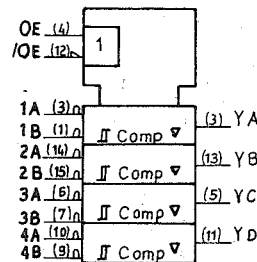 OE (4)
/OE (12)
1
1A (3)
1B (1)
∏ Comp ∇ (3) YA
2A (14)
2B (15)
∏ Comp ∇ (13) YB
3A (6)
3B (7)
∏ Comp ∇ (5) YC
4A (10)
4B (9)
∏ Comp ∇ (11) YD